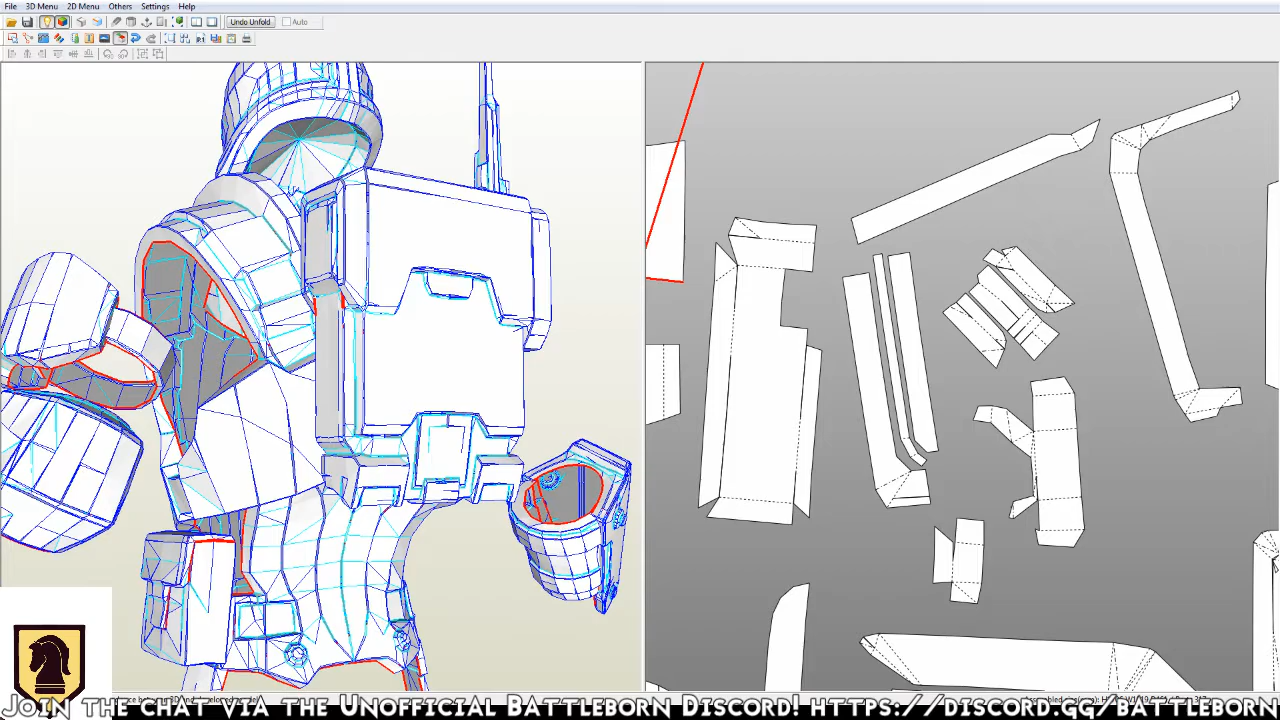 File 3D Menu 2D Menu Others Settings Help
Undo Unfold Auto
Join the chat via the Unofficial Battleborn Discord! https://discord.gg/battleborn